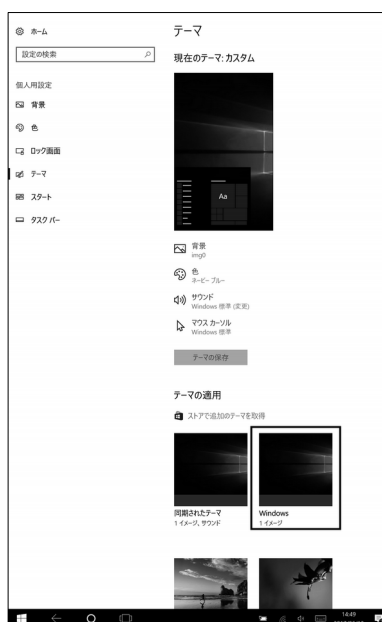 ホーム
設定の検索
個人用設定
背景
色
ロック画面
テーマ
スタート
タスク バー
テーマ
現在のテーマ: カスタム
Aa
背景
img0
色
ネービー ブルー
サウンド
Windows 標準 (変更)
マウス カーソル
Windows 標準
テーマの保存
テーマの適用
ストアで追加のテーマを取得
同期されたテーマ
1 イメージ, サウンド
Windows
1 イメージ
14:49